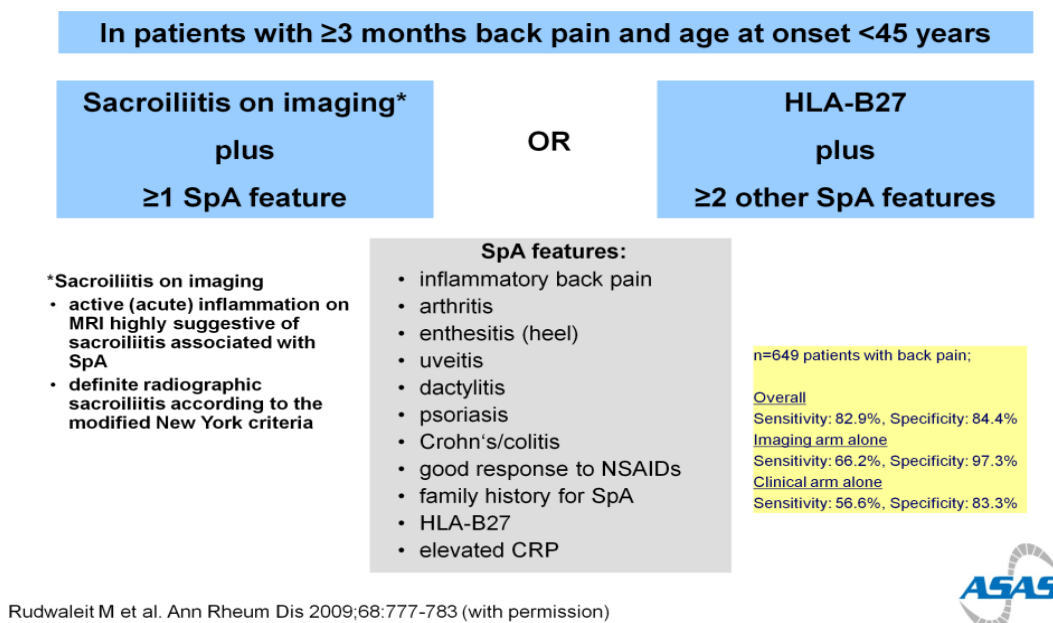 In patients with ≥3 months back pain and age at onset <45 years
Sacroiliitis on imaging*
plus
≥1 SpA feature
OR
HLA-B27
plus
≥2 other SpA features
*Sacroiliitis on imaging
• active (acute) inflammation on
MRI highly suggestive of
sacroiliitis associated with
SpA
• definite radiographic
sacroiliitis according to the
modified New York criteria
SpA features:
• inflammatory back pain
• arthritis
• enthesitis (heel)
• uveitis
• dactylitis
• psoriasis
• Crohn‘s/colitis
• good response to NSAIDs
• family history for SpA
• HLA-B27
• elevated CRP
n=649 patients with back pain;
Overall
Sensitivity: 82.9%, Specificity: 84.4%
Imaging arm alone
Sensitivity: 66.2%, Specificity: 97.3%
Clinical arm alone
Sensitivity: 56.6%, Specificity: 83.3%
Rudwaleit M et al. Ann Rheum Dis 2009;68:777-783 (with permission)
ASAS